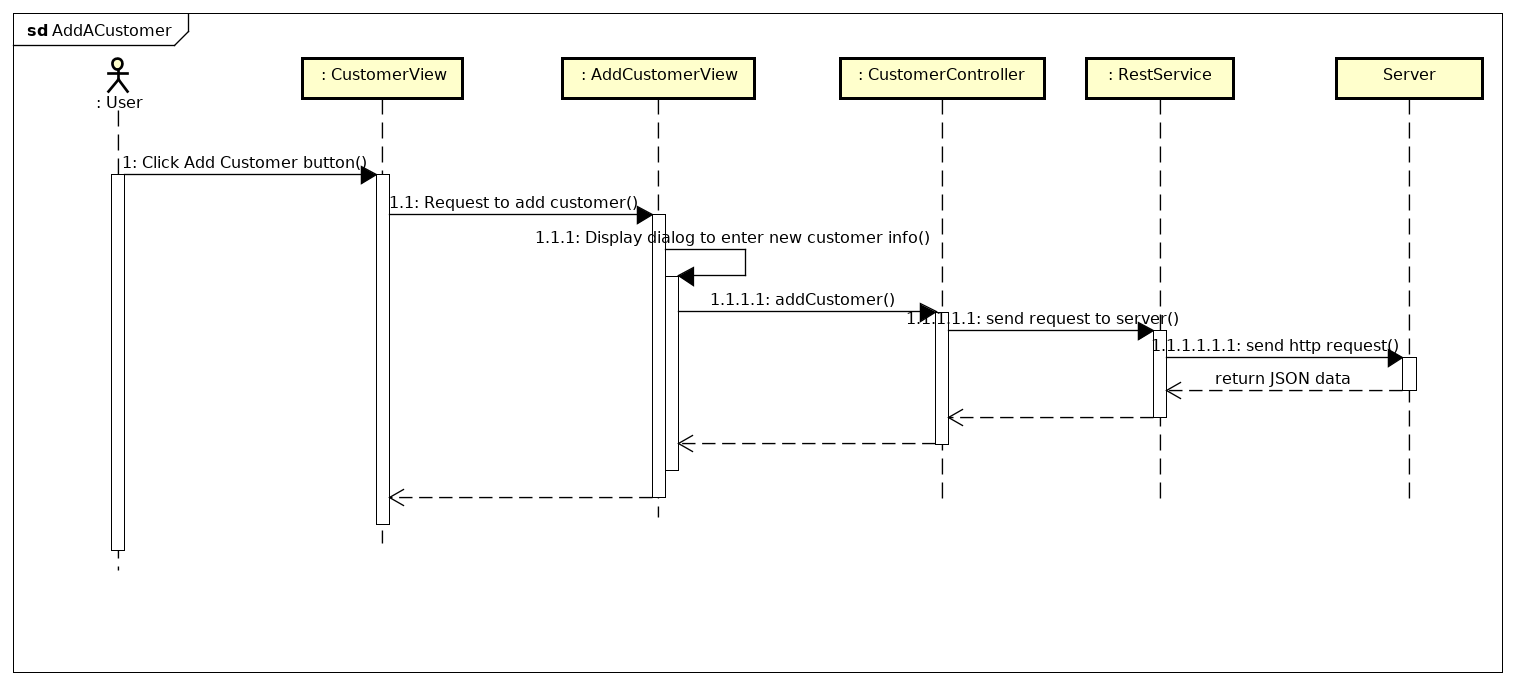 sd AddACustomer
: User
: CustomerView
: AddCustomerView
: CustomerController
: RestService
Server
1: Click Add Customer button()
1.1: Request to add customer()
1.1.1: Display dialog to enter new customer info()
1.1.1.1: addCustomer()
1.1.1.1.1: send request to server()
1.1.1.1.1.1: send http request()
return JSON data